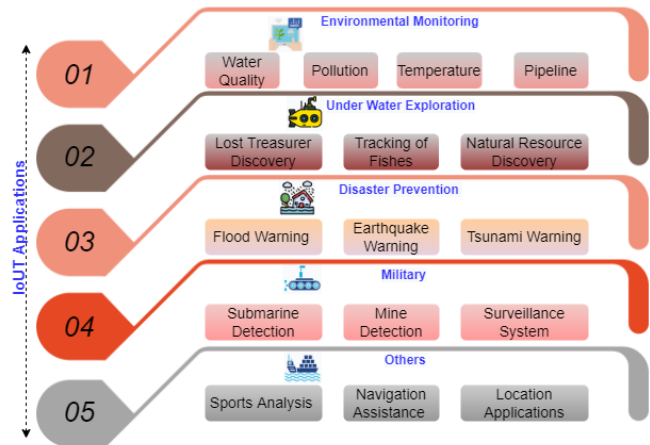 IoUT Applications
01
Environmental Monitoring
Water
Quality
Pollution
Temperature
Pipeline
02
Under Water Exploration
Lost Treasurer
Discovery
Tracking of
Fishes
Natural Resource
Discovery
03
Disaster Prevention
Flood Warning
Earthquake
Warning
Tsunami Warning
04
Military
Submarine
Detection
Mine
Detection
Surveillance
System
05
Others
Sports Analysis
Navigation
Assistance
Location
Applications